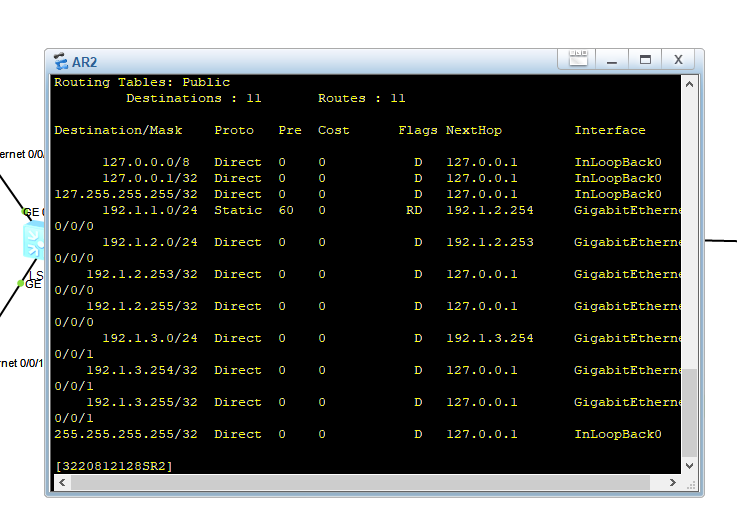 AR2
Routing Tables: Public
Destinations : 11 Routes : 11
Destination/Mask Proto Pre Cost Flags NextHop Interface
127.0.0.0/8 Direct 0 0 D 127.0.0.1 InLoopBack0
127.0.0.1/32 Direct 0 0 D 127.0.0.1 InLoopBack0
127.255.255.255/32 Direct 0 0 D 127.0.0.1 InLoopBack0
192.1.1.0/24 Static 60 0 RD 192.1.2.254 GigabitEtherne
0/0/0
192.1.2.0/24 Direct 0 0 D 192.1.2.253 GigabitEtherne
0/0/0
192.1.2.253/32 Direct 0 0 D 127.0.0.1 GigabitEtherne
0/0/0
192.1.2.255/32 Direct 0 0 D 127.0.0.1 GigabitEtherne
0/0/0
192.1.3.0/24 Direct 0 0 D 192.1.3.254 GigabitEtherne
0/0/1
192.1.3.254/32 Direct 0 0 D 127.0.0.1 GigabitEtherne
0/0/1
192.1.3.255/32 Direct 0 0 D 127.0.0.1 GigabitEtherne
0/0/1
255.255.255.255/32 Direct 0 0 D 127.0.0.1 InLoopBack0
[3220812128SR2]
ernet 0/0/
GE
LS
GE
rnet 0/0/1